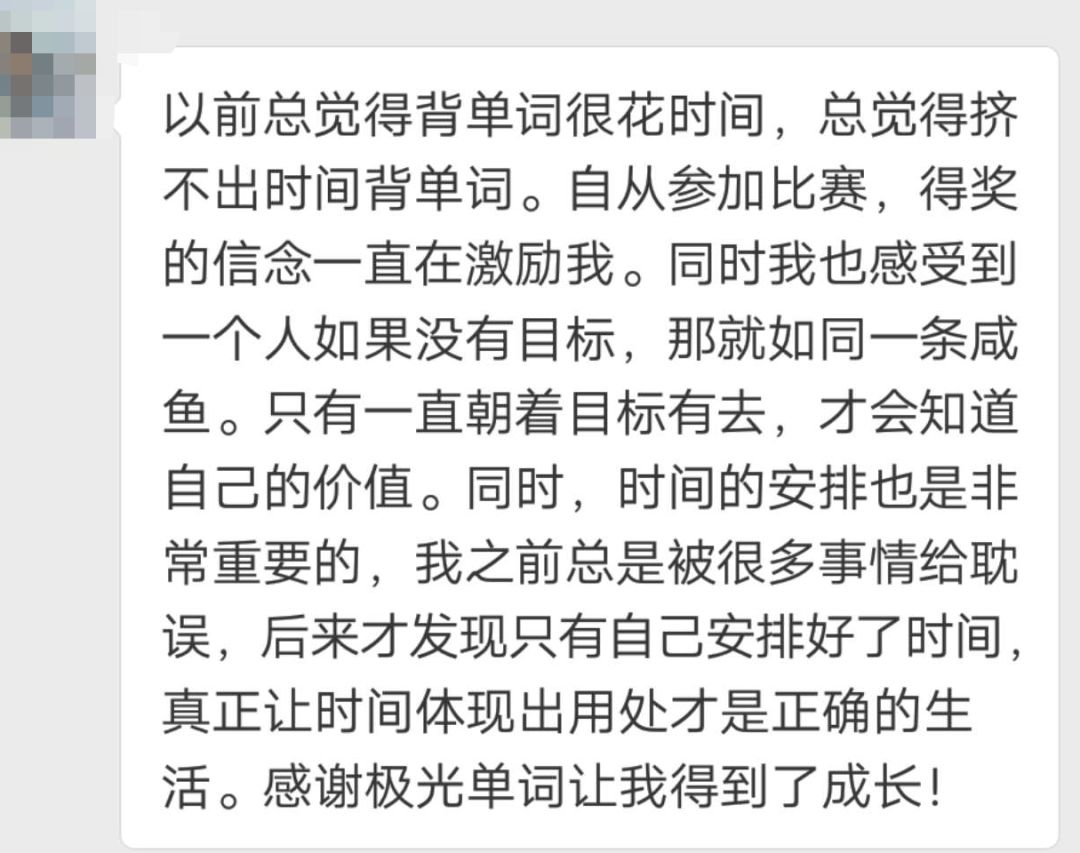 以前总觉得背单词很花时间，总觉得挤
不出时间背单词。自从参加比赛，得奖
的信念一直在激励我。同时我也感受到
一个人如果没有目标，那就如同一条咸
鱼。只有一直朝着目标有去，才会知道
自己的价值。同时，时间的安排也是非
常重要的，我之前总是被很多事情给耽
误，后来才发现只有自己安排好了时间，
真正让时间体现出用处才是正确的生
活。感谢极光单词让我得到了成长！